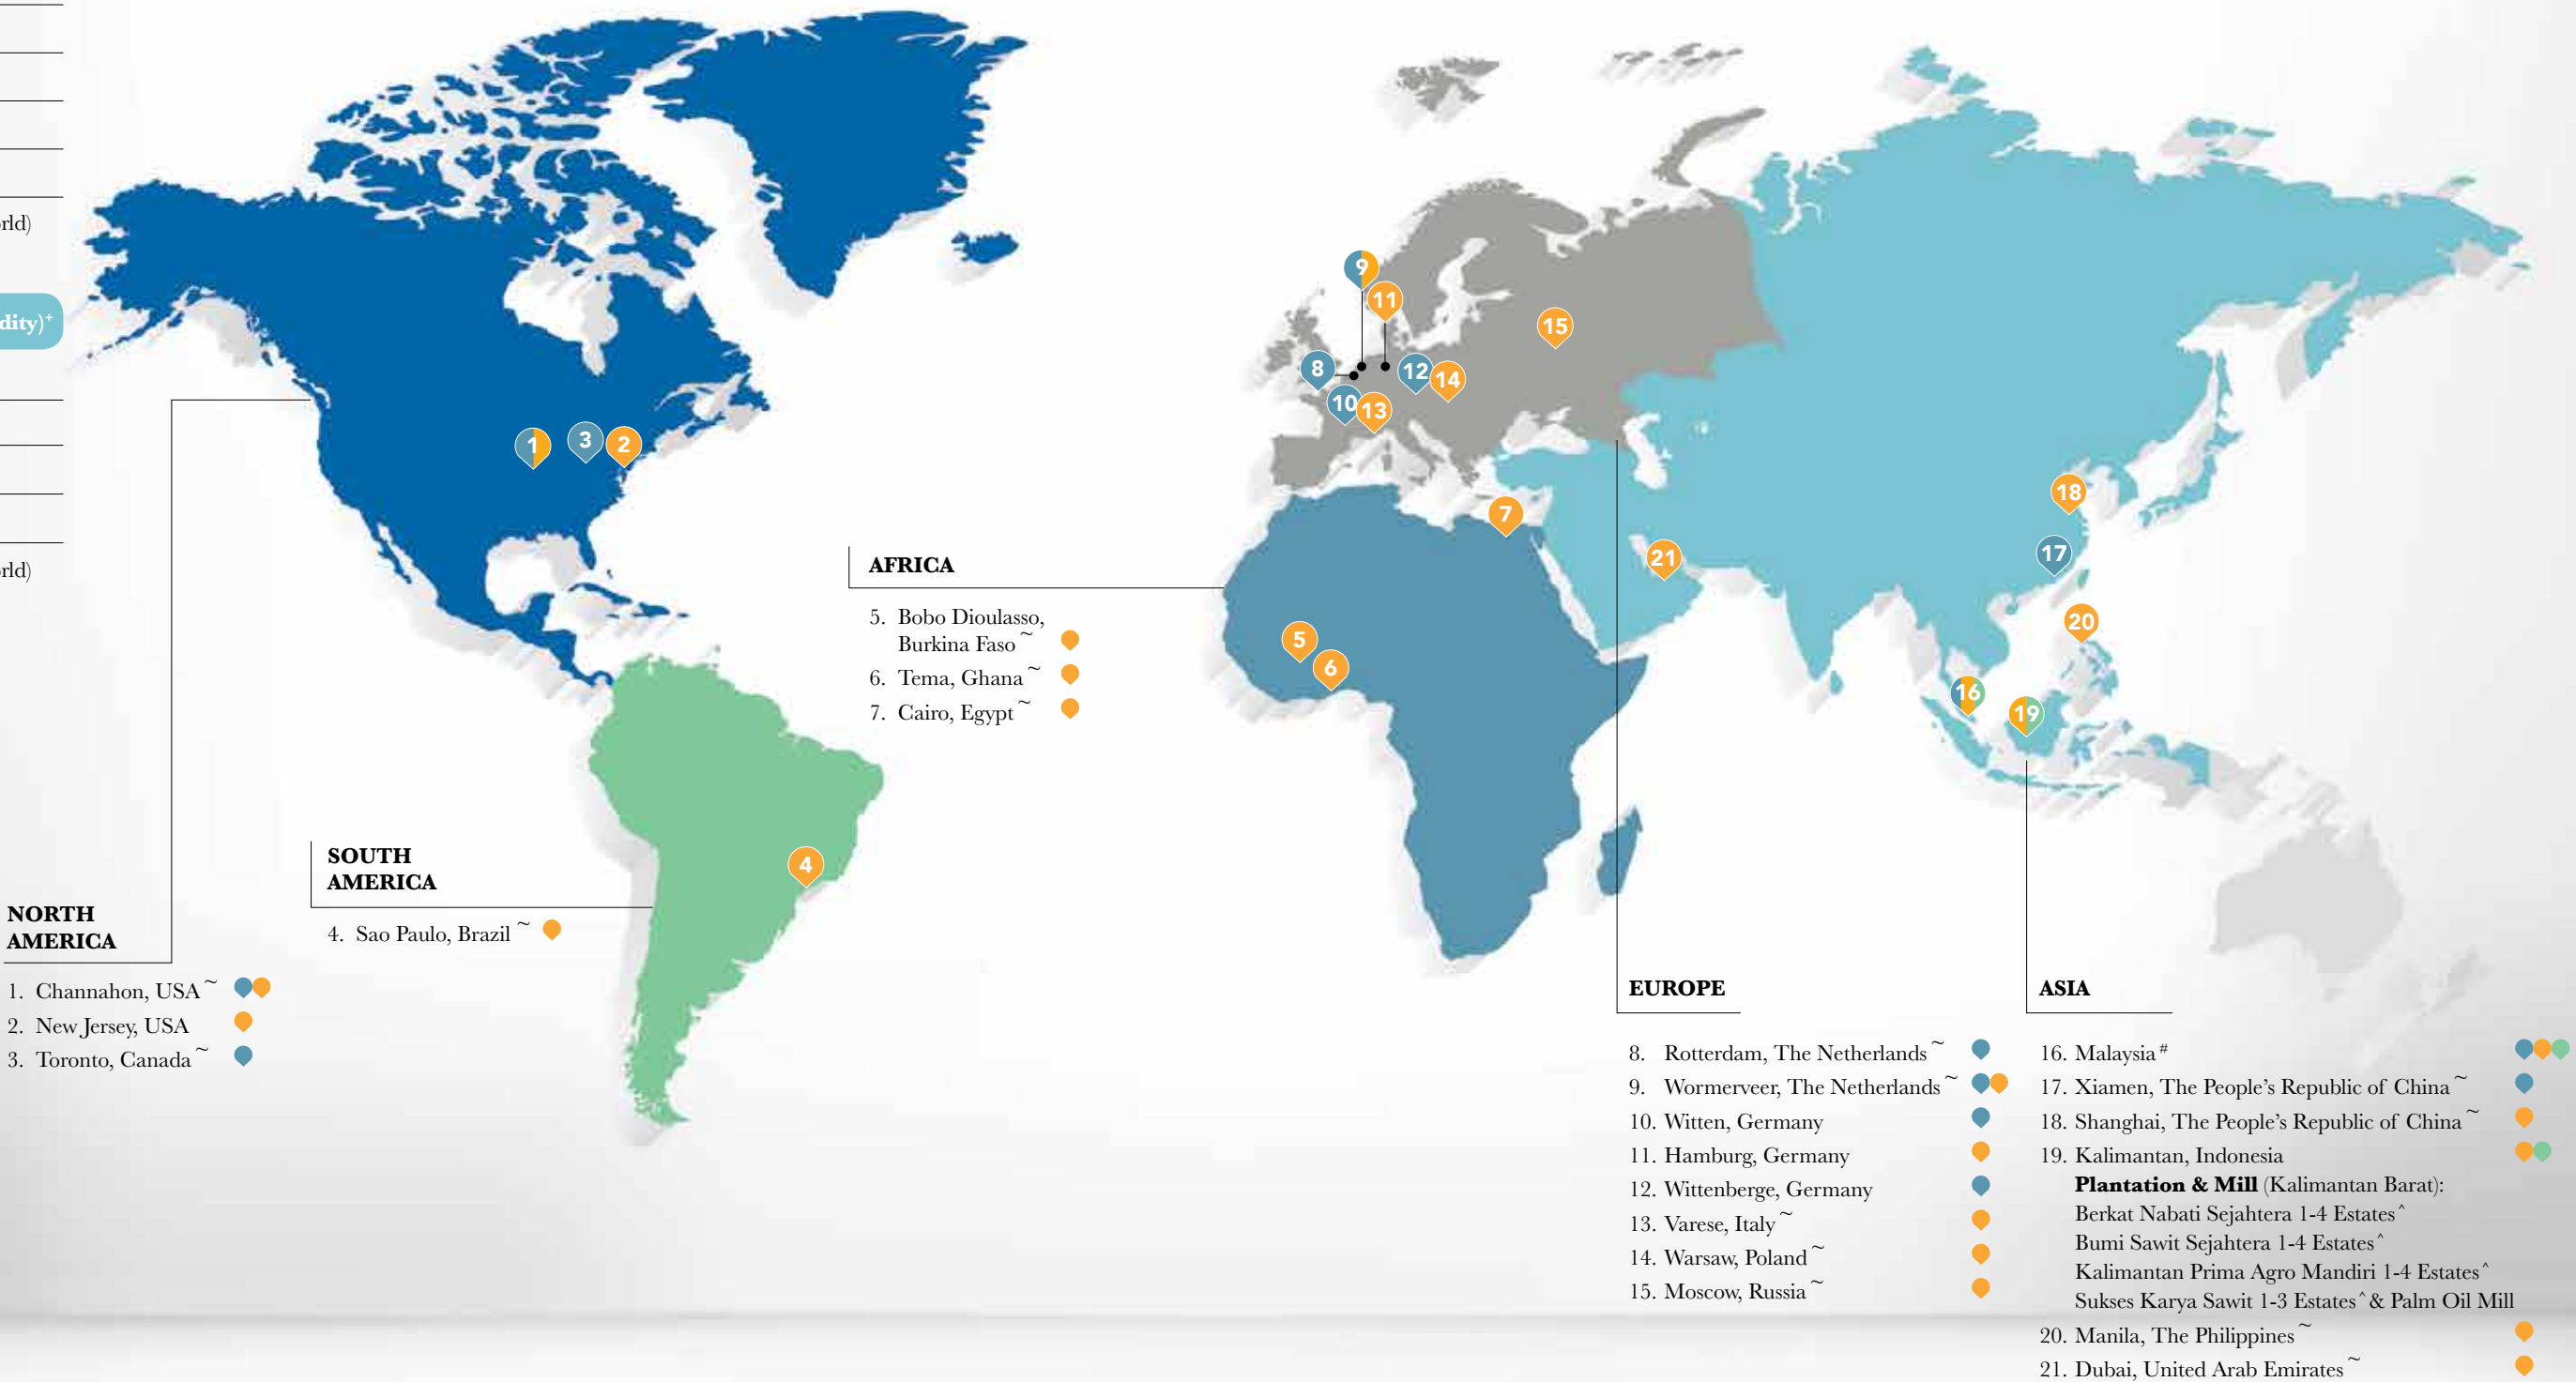 rld)
dity)+
rld)
NORTH
AMERICA
1. Channahon, USA ~
2. New Jersey, USA
3. Toronto, Canada ~
SOUTH
AMERICA
4. Sao Paulo, Brazil ~
AFRICA
5. Bobo Dioulasso,
Burkina Faso ~
6. Tema, Ghana ~
7. Cairo, Egypt ~
EUROPE
8. Rotterdam, The Netherlands ~
9. Wormerveer, The Netherlands ~
10. Witten, Germany
11. Hamburg, Germany
12. Wittenberge, Germany
13. Varese, Italy ~
14. Warsaw, Poland ~
15. Moscow, Russia ~
ASIA
16. Malaysia #
17. Xiamen, The People's Republic of China ~
18. Shanghai, The People's Republic of China ~
19. Kalimantan, Indonesia
Plantation & Mill (Kalimantan Barat):
Berkat Nabati Sejahtera 1-4 Estates^
Bumi Sawit Sejahtera 1-4 Estates^
Kalimantan Prima Agro Mandiri 1-4 Estates^
Sukses Karya Sawit 1-3 Estates^ & Palm Oil Mill
20. Manila, The Philippines ~
21. Dubai, United Arab Emirates ~
1
3
2
4
5
6
7
8
9
10
11
12
13
14
15
16
17
18
19
20
21